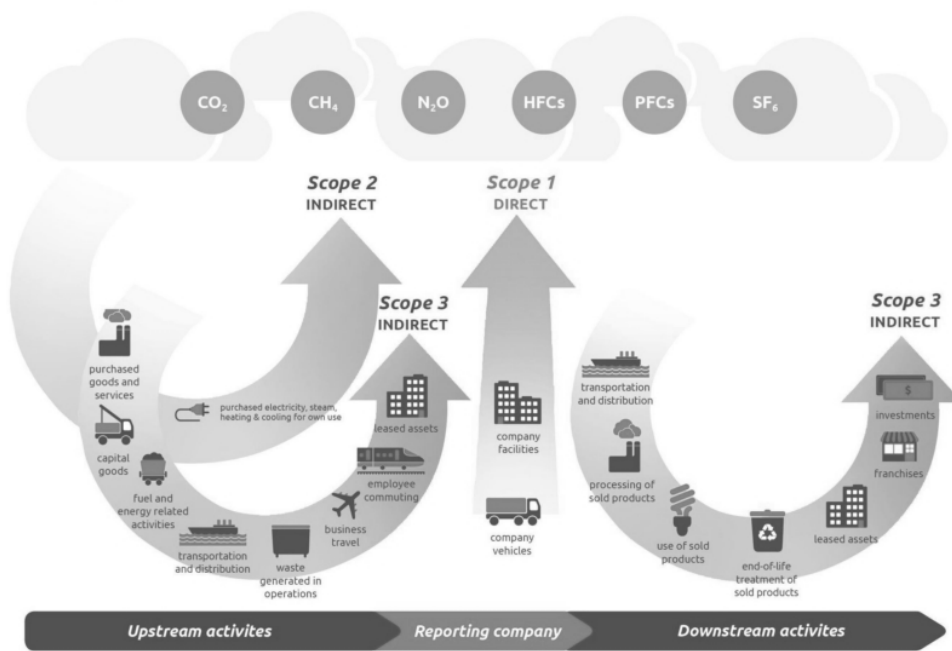 CO₂
CH₄
N₂O
HFCs
PFCs
SF₆
Scope 2
INDIRECT
Scope 1
DIRECT
Scope 3
INDIRECT
Scope 3
INDIRECT
purchased
goods and
services
capital
goods
fuel and
energy related
activities
transportation
and distribution
waste
generated in
operations
business
travel
employee
commuting
leased assets
purchased electricity, steam,
heating & cooling for own use
company
facilities
company
vehicles
transportation
and distribution
processing of
sold products
use of sold
products
end-of-life
treatment of
sold products
leased assets
franchises
investments
$
Upstream activites
Reporting company
Downstream activites